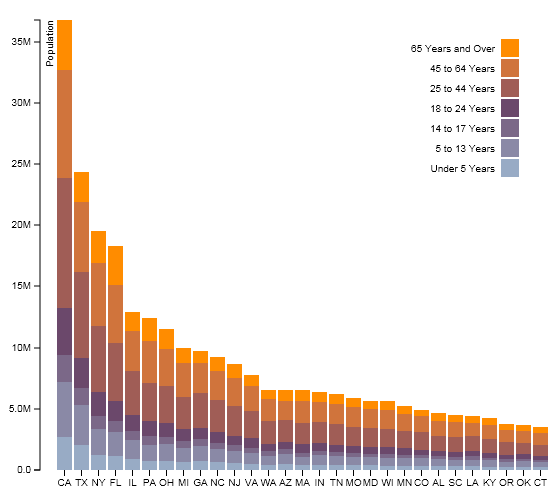 Population
35M
30M
25M
20M
15M
10M
5.0M
0.0
65 Years and Over
45 to 64 Years
25 to 44 Years
18 to 24 Years
14 to 17 Years
5 to 13 Years
Under 5 Years
CA TX NY FL IL PA OH MI GA NC NJ VA WA AZ MA IN TN MO MD WI MN CO AL SC LA KY OR OK CT